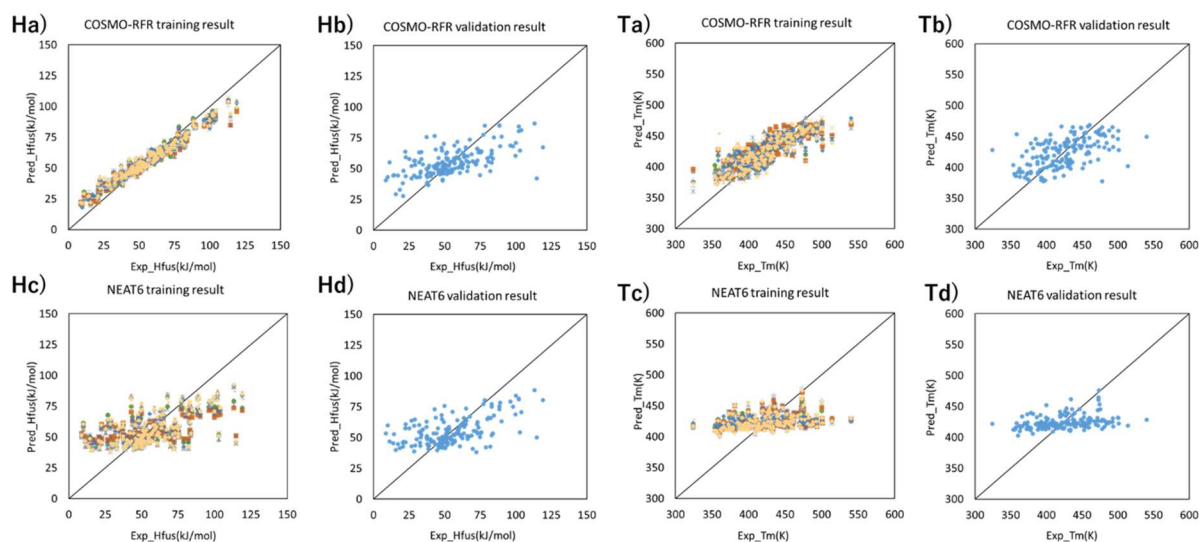 Ha)
COSMO-RFR training result
150
125
100
75
50
25
0
Pred_Hfus(kJ/mol)
0 25 50 75 100 125 150
Exp_Hfus(kJ/mol)
Hb)
COSMO-RFR validation result
150
125
100
75
50
25
0
Pred_Hfus(kJ/mol)
0 25 50 75 100 125 150
Exp_Hfus(kJ/mol)
Ta)
COSMO-RFR training result
600
550
500
450
400
350
300
Pred_Tm(K)
300 350 400 450 500 550 600
Exp_Tm(K)
Tb)
COSMO-RFR validation result
600
550
500
450
400
350
300
Pred_Tm(K)
300 350 400 450 500 550 600
Exp_Tm(K)
Hc)
NEAT6 training result
150
125
100
75
50
25
0
Pred_Hfus(kJ/mol)
0 25 50 75 100 125 150
Exp_Hfus(kJ/mol)
Hd)
NEAT6 validation result
150
125
100
75
50
25
0
Pred_Hfus(kJ/mol)
0 25 50 75 100 125 150
Exp_Hfus(kJ/mol)
Tc)
NEAT6 training result
600
550
500
450
400
350
300
Pred_Tm(K)
300 350 400 450 500 550 600
Exp_Tm(K)
Td)
NEAT6 validation result
600
550
500
450
400
350
300
Pred_Tm(K)
300 350 400 450 500 550 600
Exp_Tm(K)